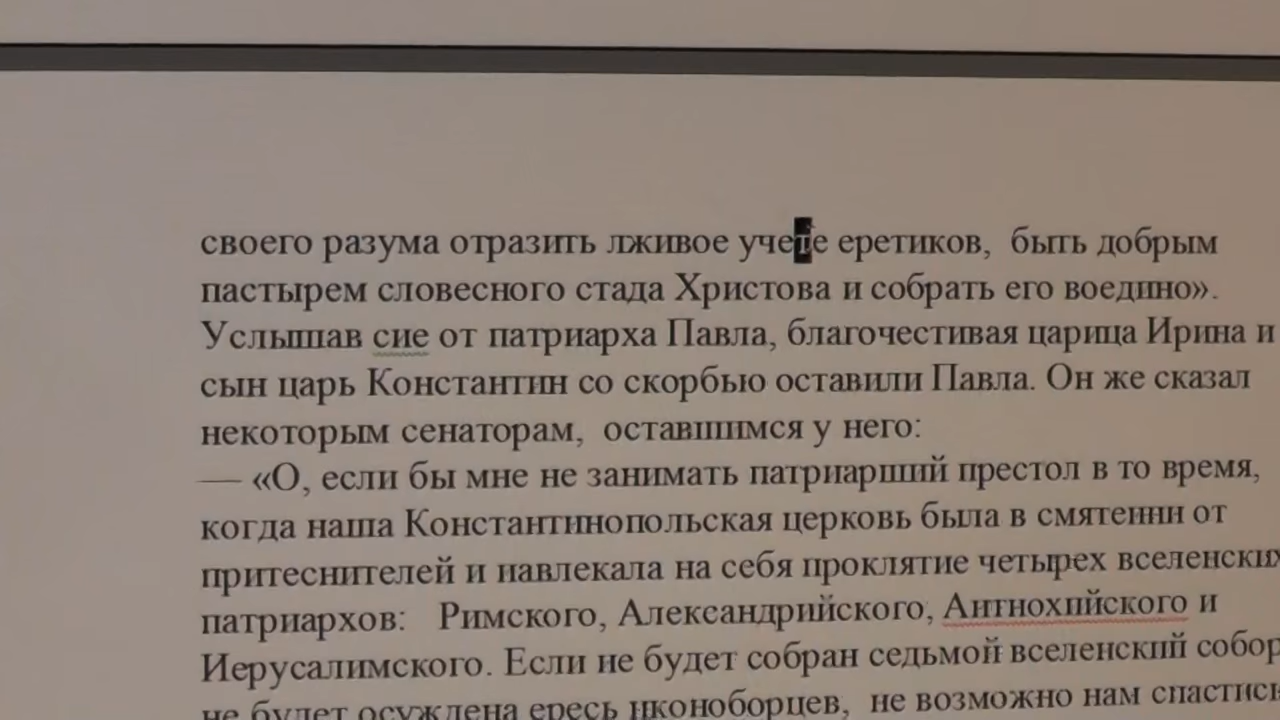 своего разума отразить лживое учете еретиков, быть добрым
пастырем словесного стада Христова и собрать его воедино».
Услышав сие от патриарха Павла, благочестивая царица Ирина и
сын царь Константин со скорбью оставили Павла. Он же сказал
некоторым сенаторам, оставшимся у него:
— «О, если бы мне не занимать патриарший престол в то время,
когда наша Константинопольская церковь была в смятении от
притеснителей и навлекала на себя проклятие четырех вселенских
патриархов: Римского, Александрийского, Антнохпйского и
Иерусалимского. Если не будет собран седьмой вселенский собор
не будет осуждена ересь иконоборцев, не возможно нам спастись